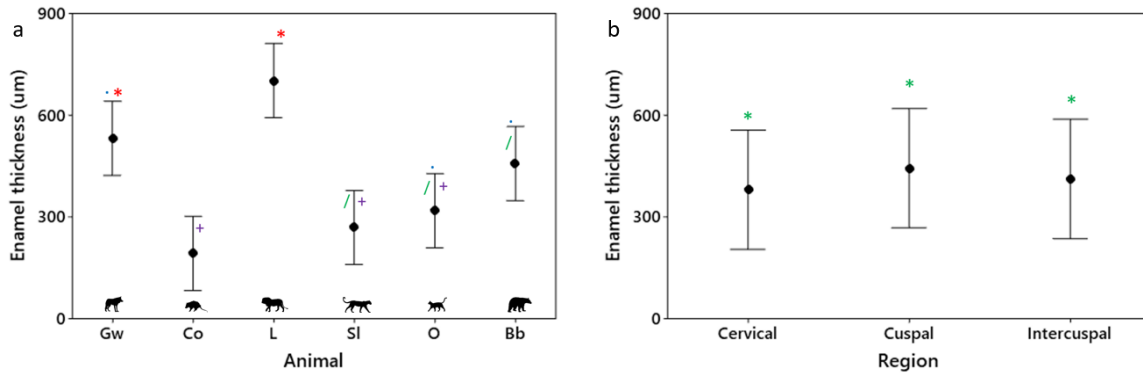 a
900
600
300
0
Enamel thickness (um)
· *
+
*
/ +
· / +
· /
Gw Co L Sl O Bb
Animal
b
900
600
300
0
Enamel thickness (um)
* * *
Cervical Cuspal Intercuspal
Region